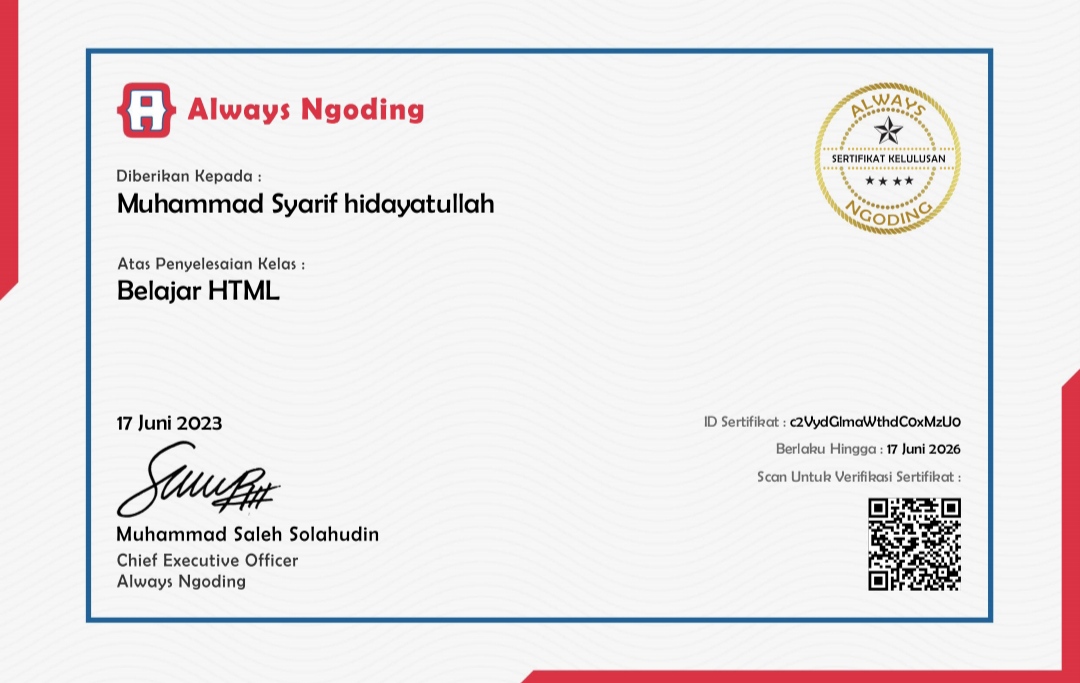 Always Ngoding
ALWAYS
SERTIFIKAT KELULUSAN
NGODING
Diberikan Kepada :
Muhammad Syarif hidayatullah
Atas Penyelesaian Kelas :
Belajar HTML
17 Juni 2023
Muhammad Saleh Solahudin
Chief Executive Officer
Always Ngoding
ID Sertifikat : c2VydGlmaWthdC0xMzU0
Berlaku Hingga : 17 Juni 2026
Scan Untuk Verifikasi Sertifikat :